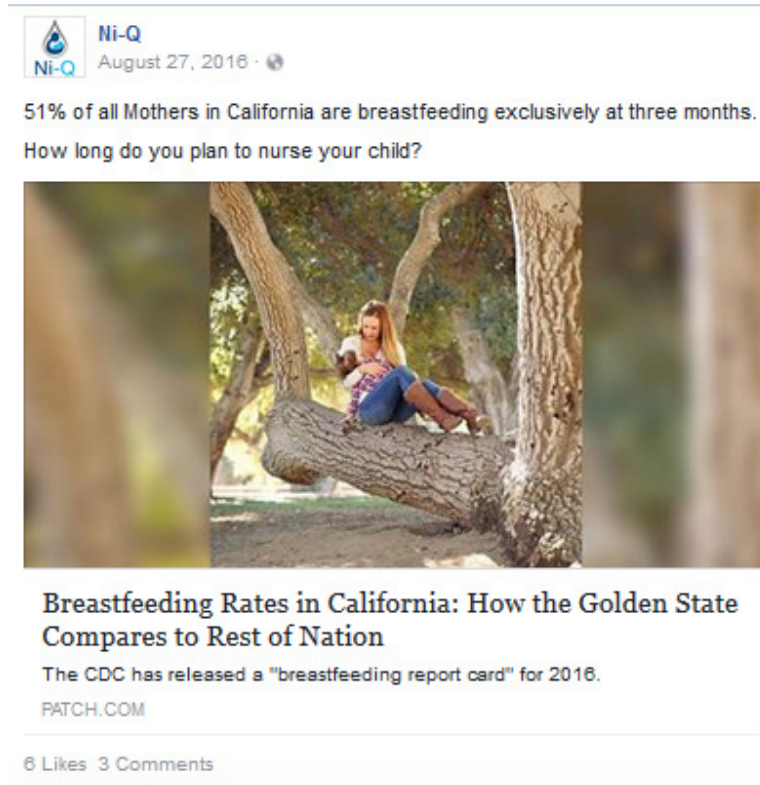 Ni-Q
Ni-Q
August 27, 2016 ·
51% of all Mothers in California are breastfeeding exclusively at three months.
How long do you plan to nurse your child?
Breastfeeding Rates in California: How the Golden State
Compares to Rest of Nation
The CDC has released a "breastfeeding report card" for 2016.
PATCH.COM
6 Likes 3 Comments